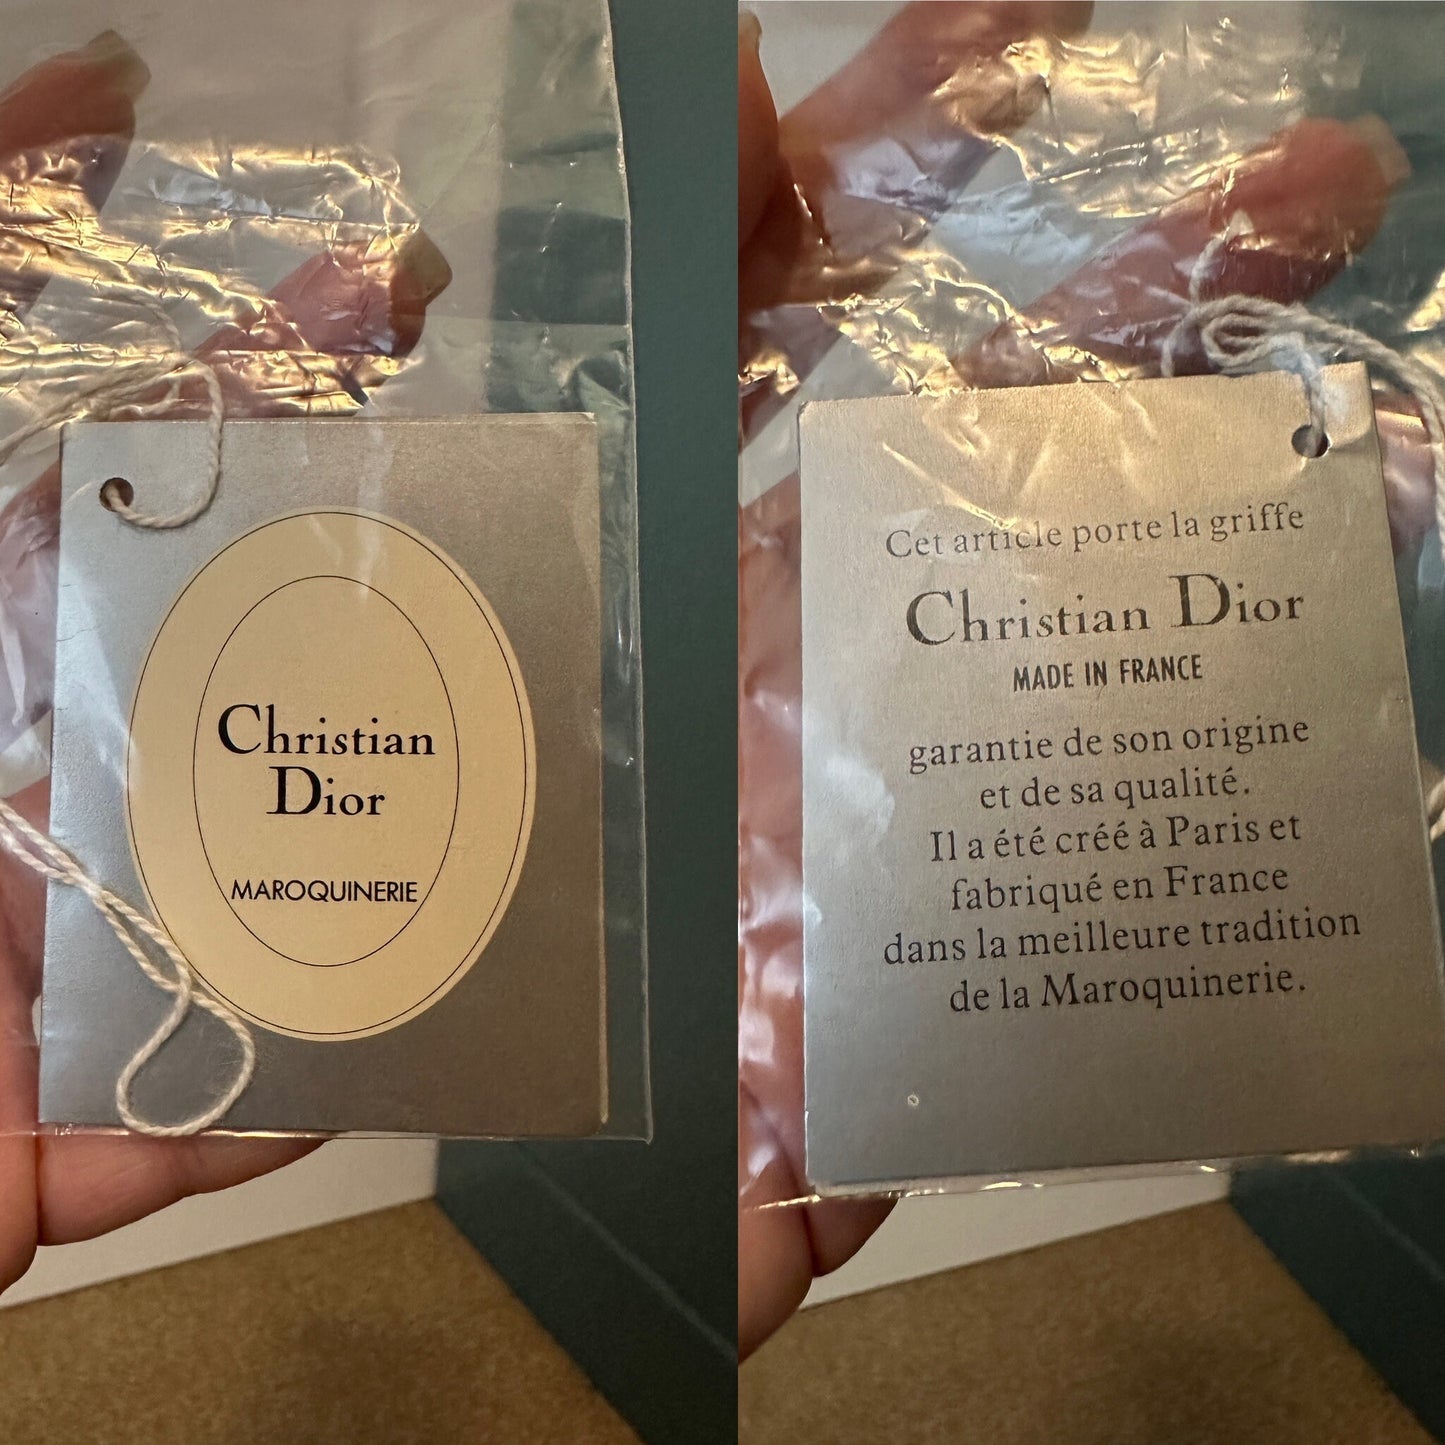 Christian
Dior
MAROQUINERIE
Cet article porte la griffe
Christian Dior
MADE IN FRANCE
garantie de son origine
et de sa qualité.
Il a été créé à Paris et
fabriqué en France
dans la meilleure tradition
de la Maroquinerie.